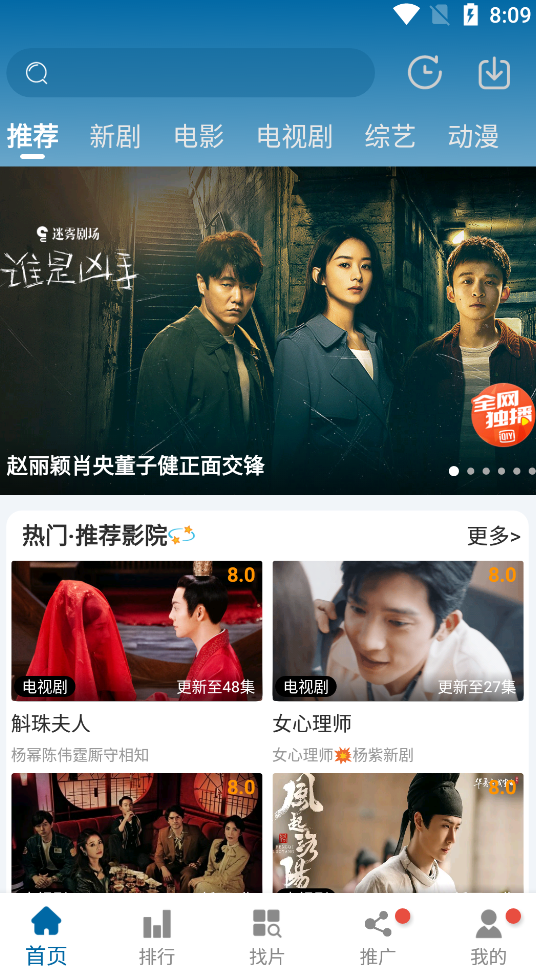 8:09
推荐 新剧 电影 电视剧 综艺 动漫
迷雾剧场
谁是凶手
全网
独播
iQIYI
赵丽颖肖央董子健正面交锋
热门·推荐影院💫 更多>
8.0 8.0
电视剧 更新至48集 电视剧 更新至27集
斛珠夫人 女心理师
杨幂陈伟霆厮守相知 女心理师💥杨紫新剧
8.0 8.0
風起洛陽
首页 排行 找片 推广 我的